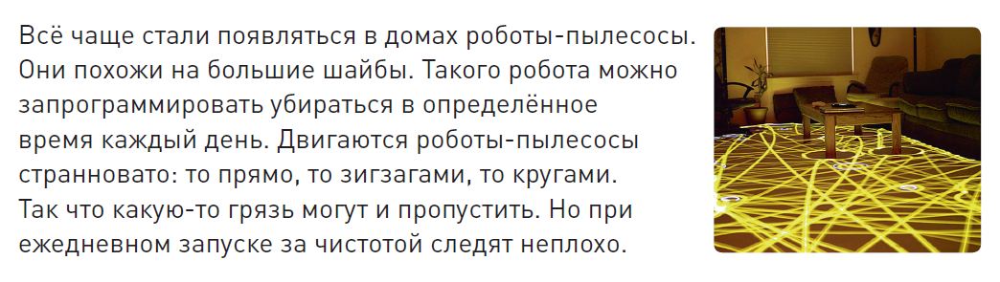 Всё чаще стали появляться в домах роботы-пылесосы.
Они похожи на большие шайбы. Такого робота можно
запрограммировать убираться в определённое
время каждый день. Двигаются роботы-пылесосы
странновато: то прямо, то зигзагами, то кругами.
Так что какую-то грязь могут и пропустить. Но при
ежедневном запуске за чистотой следят неплохо.